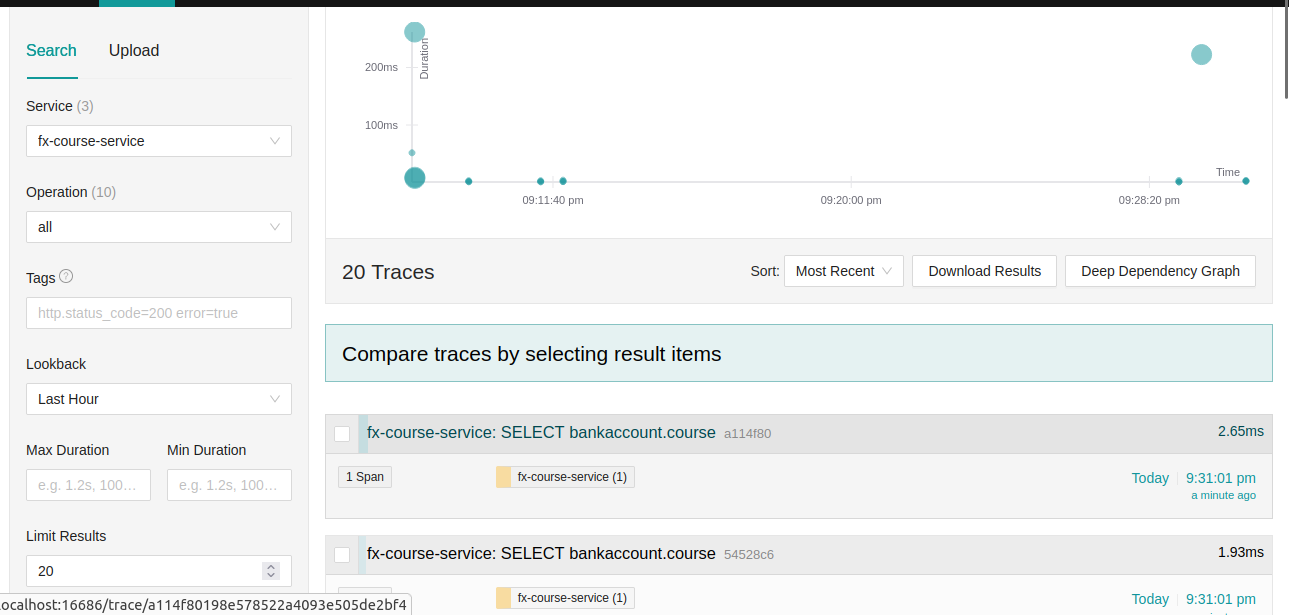 Search Upload
Service (3)
fx-course-service
Operation (10)
all
Tags ?
http.status_code=200 error=true
Lookback
Last Hour
Max Duration Min Duration
e.g. 1.2s, 100… e.g. 1.2s, 100…
Limit Results
20
localhost:16686/trace/a114f80198e578522a4093e505de2bf4
Duration
200ms
100ms
Time
09:11:40 pm 09:20:00 pm 09:28:20 pm
20 Traces Sort: Most Recent Download Results Deep Dependency Graph
Compare traces by selecting result items
fx-course-service: SELECT bankaccount.course a114f80 2.65ms
1 Span fx-course-service (1) Today 9:31:01 pm
a minute ago
fx-course-service: SELECT bankaccount.course 54528c6 1.93ms
fx-course-service (1) Today 9:31:01 pm